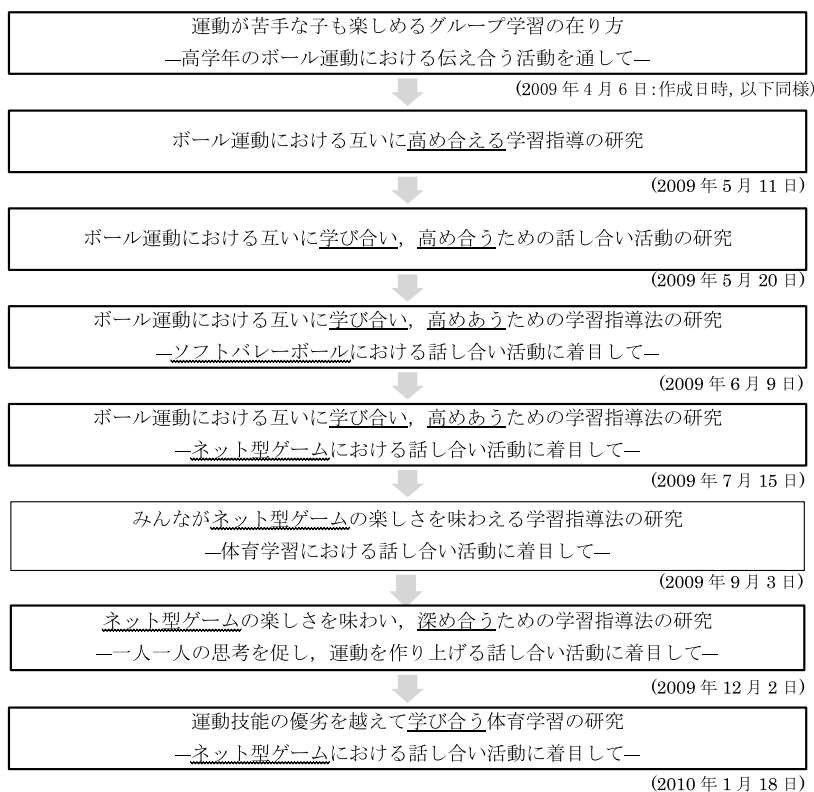 運動が苦手な子も楽しめるグループ学習の在り方
―高学年のボール運動における伝え合う活動を通して―
(2009 年 4 月 6 日:作成日時, 以下同様)
ボール運動における互いに高め合える学習指導の研究
(2009 年 5 月 11 日)
ボール運動における互いに学び合い，高め合うための話し合い活動の研究
(2009 年 5 月 20 日)
ボール運動における互いに学び合い，高めあうための学習指導法の研究
―ソフトバレーボールにおける話し合い活動に着目して―
(2009 年 6 月 9 日)
ボール運動における互いに学び合い，高めあうための学習指導法の研究
―ネット型ゲームにおける話し合い活動に着目して―
(2009 年 7 月 15 日)
みんながネット型ゲームの楽しさを味わえる学習指導法の研究
―体育学習における話し合い活動に着目して―
(2009 年 9 月 3 日)
ネット型ゲームの楽しさを味わい，深め合うための学習指導法の研究
―一人一人の思考を促し，運動を作り上げる話し合い活動に着目して―
(2009 年 12 月 2 日)
運動技能の優劣を越えて学び合う体育学習の研究
―ネット型ゲームにおける話し合い活動に着目して―
(2010 年 1 月 18 日)